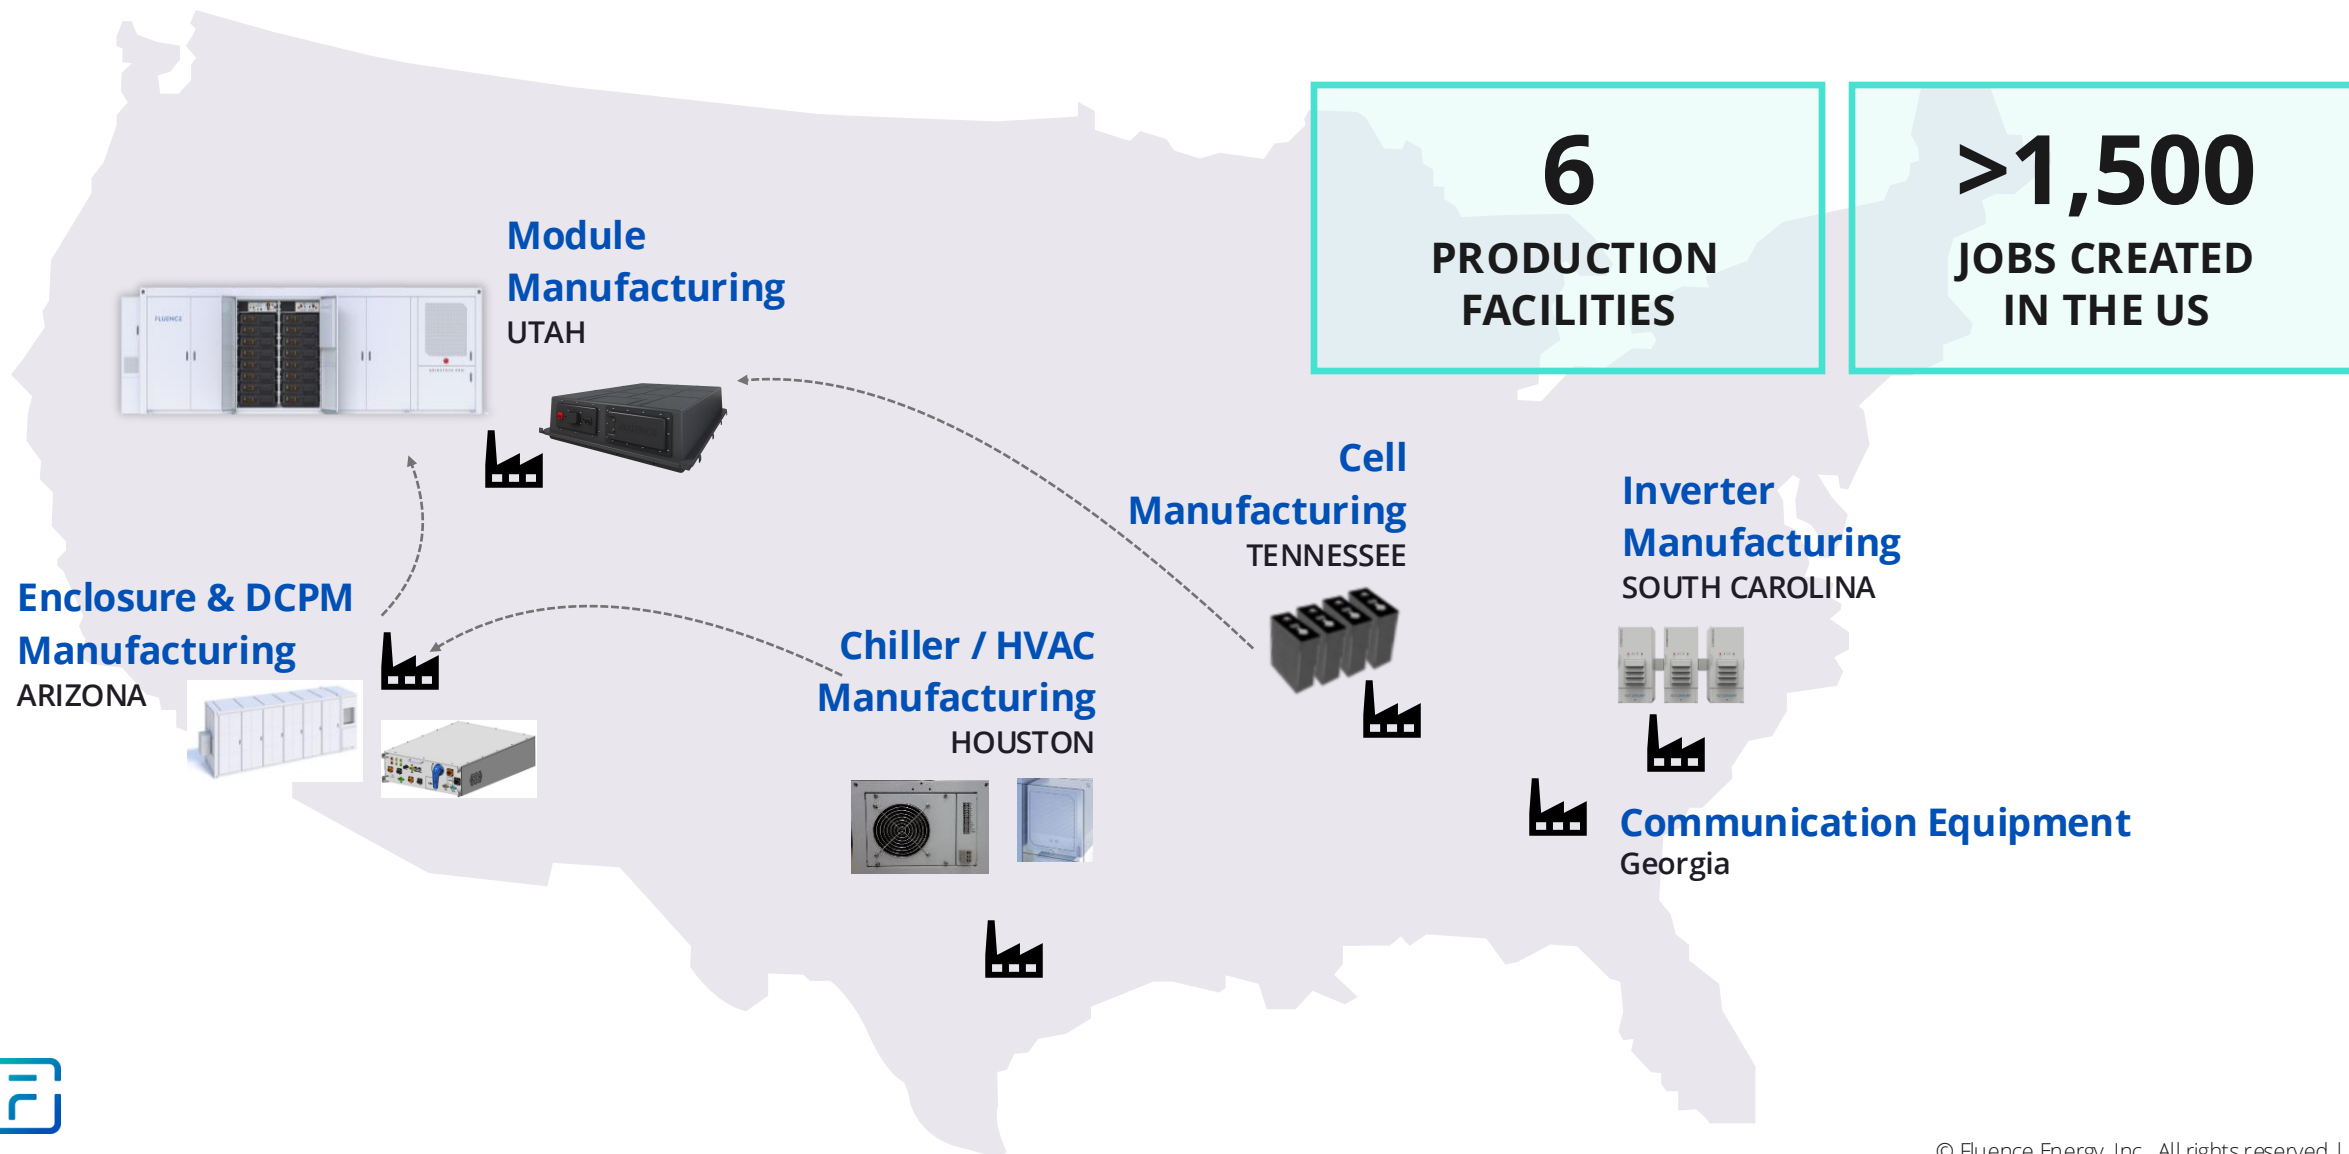 6
PRODUCTION
FACILITIES
>1,500
JOBS CREATED
IN THE US
Module
Manufacturing
UTAH
FLUENCE
Cell
Manufacturing
TENNESSEE
Inverter
Manufacturing
SOUTH CAROLINA
Enclosure & DCPM
Manufacturing
ARIZONA
Chiller / HVAC
Manufacturing
HOUSTON
Communication Equipment
Georgia
© Fluence Energy, Inc. All rights reserved |